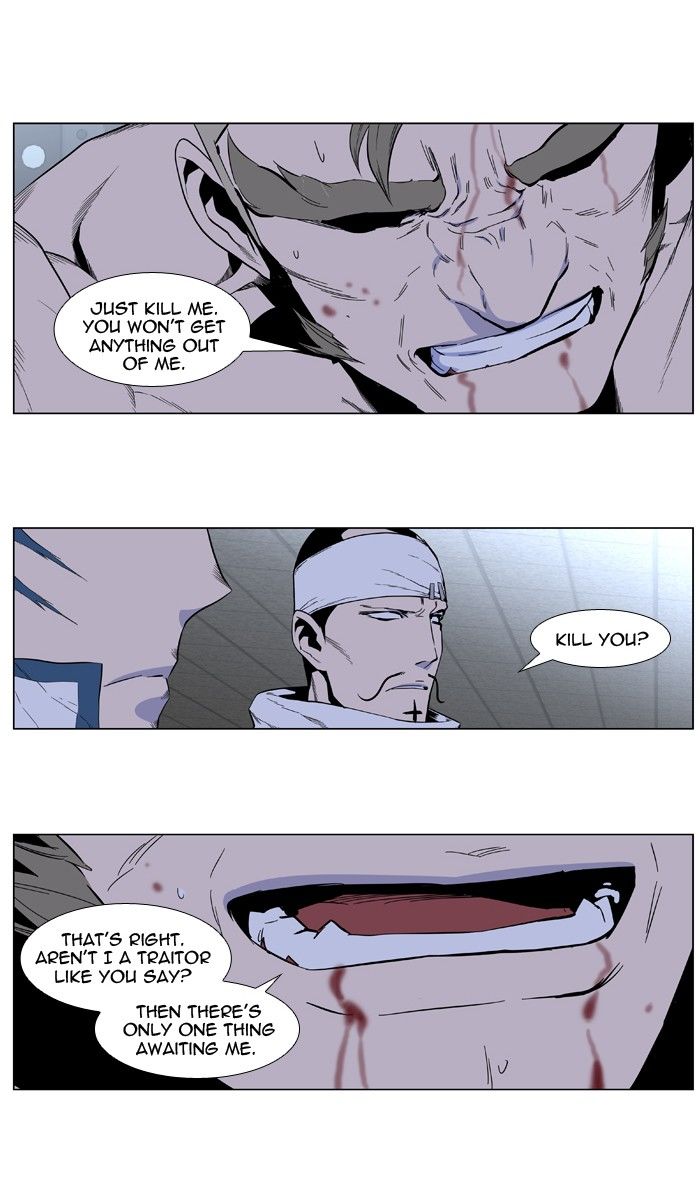 JUST KILL ME.
YOU WON'T GET
ANYTHING OUT
OF ME.
KILL YOU?
THAT'S RIGHT.
AREN'T I A TRAITOR
LIKE YOU SAY?
THEN THERE'S
ONLY ONE THING
AWAITING ME.